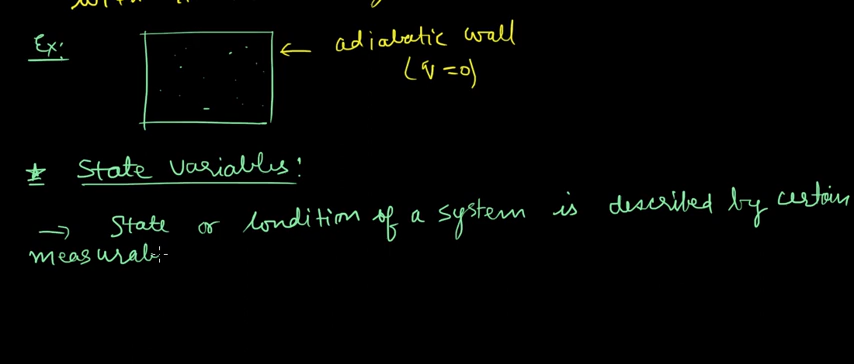 Ex:
← adiabatic wall
(q=0)
* State variables:
→ State or condition of a system is described by certain
measurab